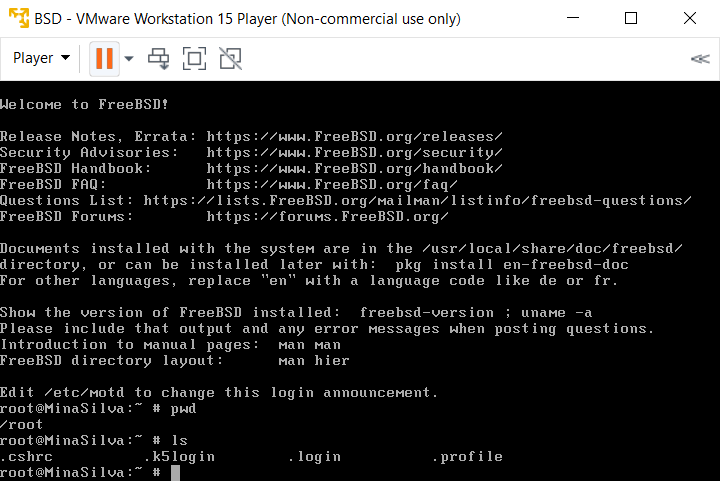 BSD - VMware Workstation 15 Player (Non-commercial use only)
Player
Welcome to FreeBSD!
Release Notes, Errata: https://www.FreeBSD.org/releases/
Security Advisories:   https://www.FreeBSD.org/security/
FreeBSD Handbook:      https://www.FreeBSD.org/handbook/
FreeBSD FAQ:           https://www.FreeBSD.org/faq/
Questions List: https://lists.FreeBSD.org/mailman/listinfo/freebsd-questions/
FreeBSD Forums:        https://forums.FreeBSD.org/
Documents installed with the system are in the /usr/local/share/doc/freebsd/
directory, or can be installed later with:  pkg install en-freebsd-doc
For other languages, replace "en" with a language code like de or fr.
Show the version of FreeBSD installed:  freebsd-version ; uname -a
Please include that output and any error messages when posting questions.
Introduction to manual pages:  man man
FreeBSD directory layout:      man hier
Edit /etc/motd to change this login announcement.
root@MinaSilva:~ # pwd
/root
root@MinaSilva:~ # ls
.cshrc          .k5login        .login          .profile
root@MinaSilva:~ #